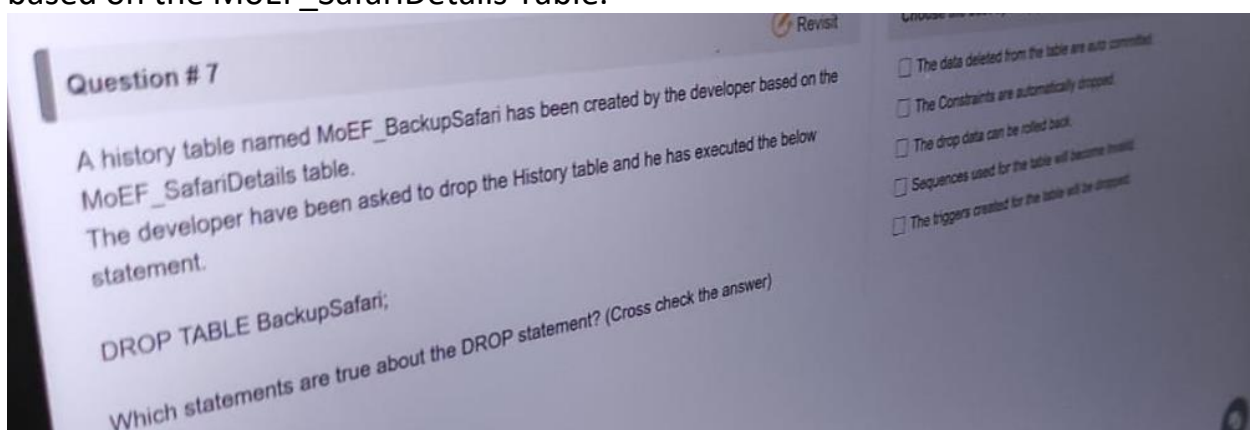 based on the MoEF_SafariDetails Table.
Question # 7
Revisit
A history table named MoEF_BackupSafari has been created by the developer based on the
MoEF_SafariDetails table.
The developer have been asked to drop the History table and he has executed the below
statement.
DROP TABLE BackupSafari;
Which statements are true about the DROP statement? (Cross check the answer)
Choose the
The data deleted from the table are auto committed.
The Constraints are automatically dropped.
The drop data can be rolled back.
Sequences used for the table will become invalid.
The triggers created for the table will be dropped.